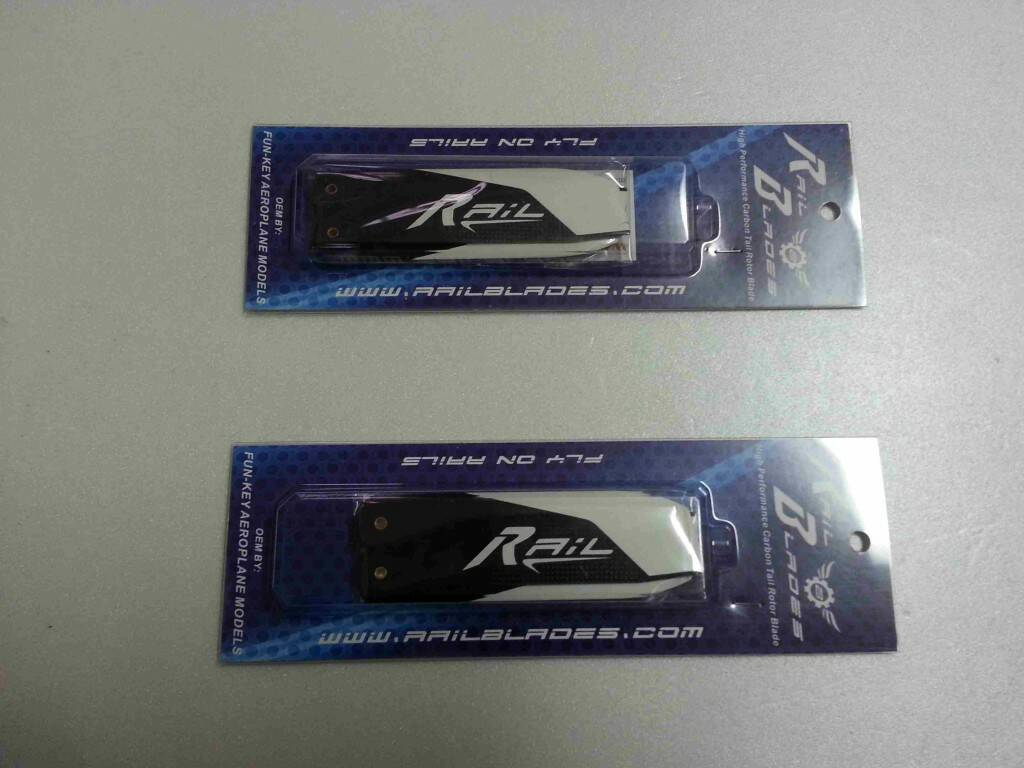 FLY ON RAILS
RAIL
BLADES
High Performance Carbon Tail Rotor Blade
RAIL
OEM BY:
FUN-KEY AEROPLANE MODELS
WWW.RAILBLADES.COM
FLY ON RAILS
RAIL
BLADES
High Performance Carbon Tail Rotor Blade
RAIL
OEM BY:
FUN-KEY AEROPLANE MODELS
WWW.RAILBLADES.COM